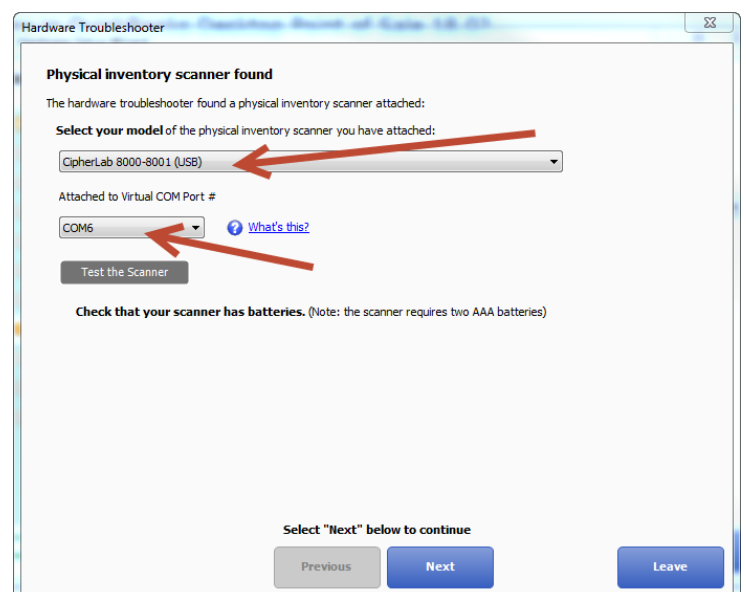 Hardware Troubleshooter
Physical inventory scanner found
The hardware troubleshooter found a physical inventory scanner attached:
Select your model of the physical inventory scanner you have attached:
CipherLab 8000-8001 (USB)
Attached to Virtual COM Port #
COM6
? What's this?
Test the Scanner
Check that your scanner has batteries. (Note: the scanner requires two AAA batteries)
Select "Next" below to continue
Previous Next Leave